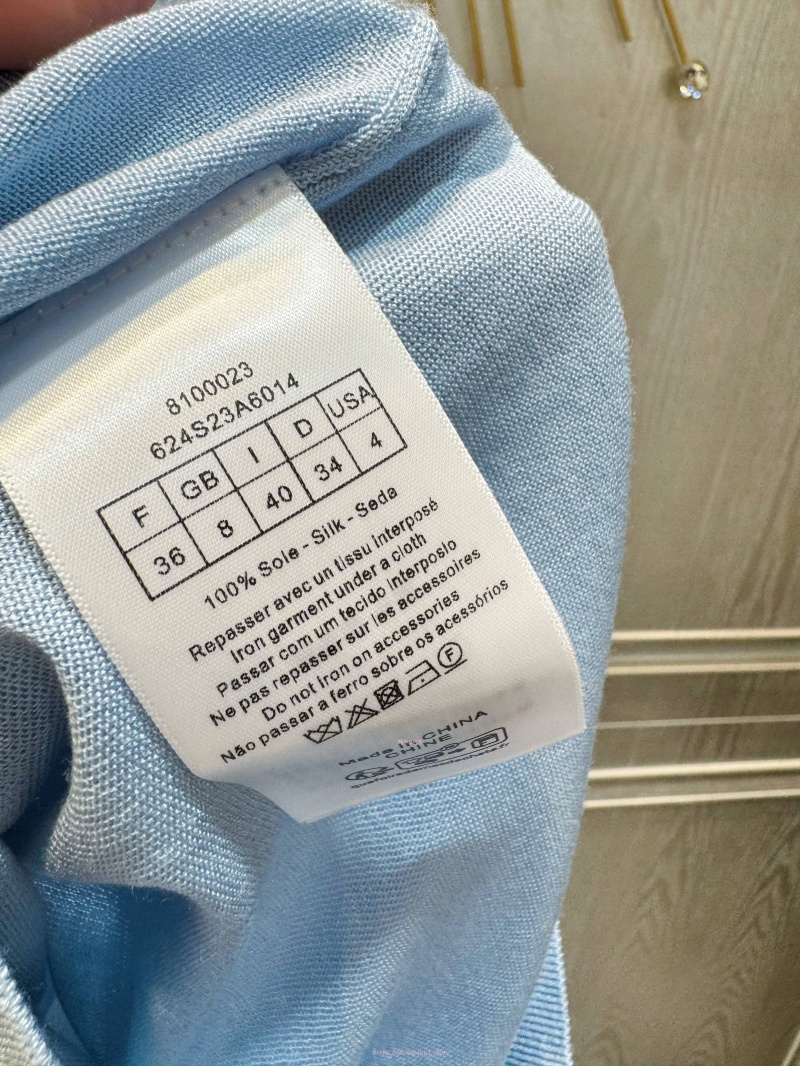 8100023
624S23A6014
F GB I D USA
36 8 40 34 4
100% Soie - Silk - Seda
Repasser avec un tissu interposé
Iron garment under a cloth
Passar com um tecido interposio
Ne pas repasser sur les accessoires
Do not iron on accessories
Não passar a ferro sobre os acessórios
F
Made in CHINA
CHINE